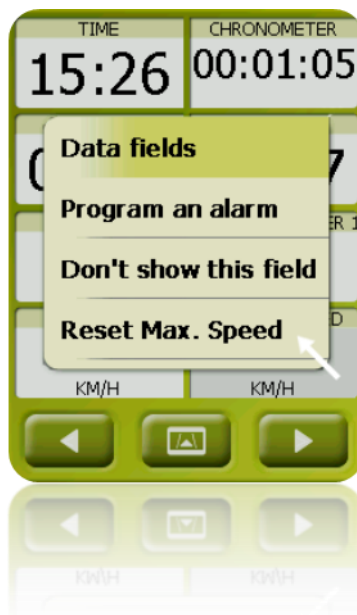 TIME CHRONOMETER
15:26 00:01:05
Data fields
Program an alarm
Don't show this field
Reset Max. Speed
KM/H KM/H